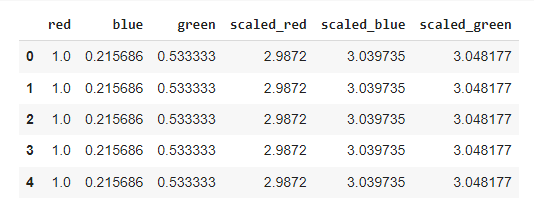 red blue green scaled_red scaled_blue scaled_green
0 1.0 0.215686 0.533333 2.9872 3.039735 3.048177
1 1.0 0.215686 0.533333 2.9872 3.039735 3.048177
2 1.0 0.215686 0.533333 2.9872 3.039735 3.048177
3 1.0 0.215686 0.533333 2.9872 3.039735 3.048177
4 1.0 0.215686 0.533333 2.9872 3.039735 3.048177